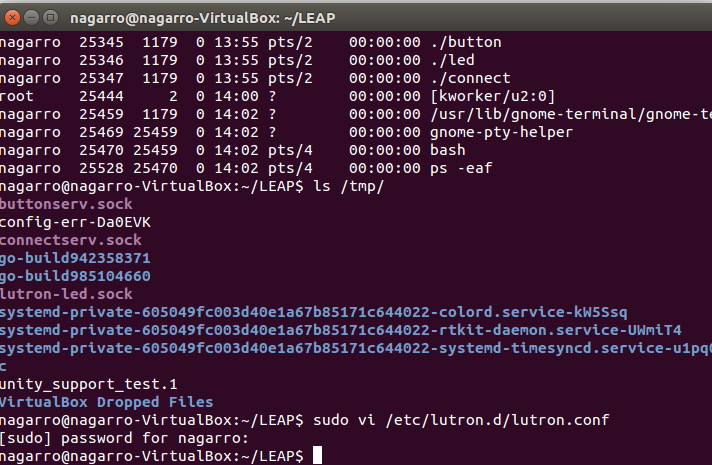 nagarro@nagarro-VirtualBox: ~/LEAP
nagarro  25345  1179  0 13:55 pts/2    00:00:00 ./button
nagarro  25346  1179  0 13:55 pts/2    00:00:00 ./led
nagarro  25347  1179  0 13:55 pts/2    00:00:00 ./connect
root     25444     2  0 14:00 ?        00:00:00 [kworker/u2:0]
nagarro  25459  1179  0 14:02 ?        00:00:00 /usr/lib/gnome-terminal/gnome-te
nagarro  25469 25459  0 14:02 ?        00:00:00 gnome-pty-helper
nagarro  25470 25459  0 14:02 pts/4    00:00:00 bash
nagarro  25528 25470  0 14:02 pts/4    00:00:00 ps -eaf
nagarro@nagarro-VirtualBox:~/LEAP$ ls /tmp/
buttonserv.sock
config-err-Da0EVK
connectserv.sock
go-build942358371
go-build985104660
lutron-led.sock
systemd-private-605049fc003d40e1a67b85171c644022-colord.service-kW5Ssq
systemd-private-605049fc003d40e1a67b85171c644022-rtkit-daemon.service-UWmiT4
systemd-private-605049fc003d40e1a67b85171c644022-systemd-timesyncd.service-u1pq0
c
unity_support_test.1
VirtualBox Dropped Files
nagarro@nagarro-VirtualBox:~/LEAP$ sudo vi /etc/lutron.d/lutron.conf
[sudo] password for nagarro:
nagarro@nagarro-VirtualBox:~/LEAP$